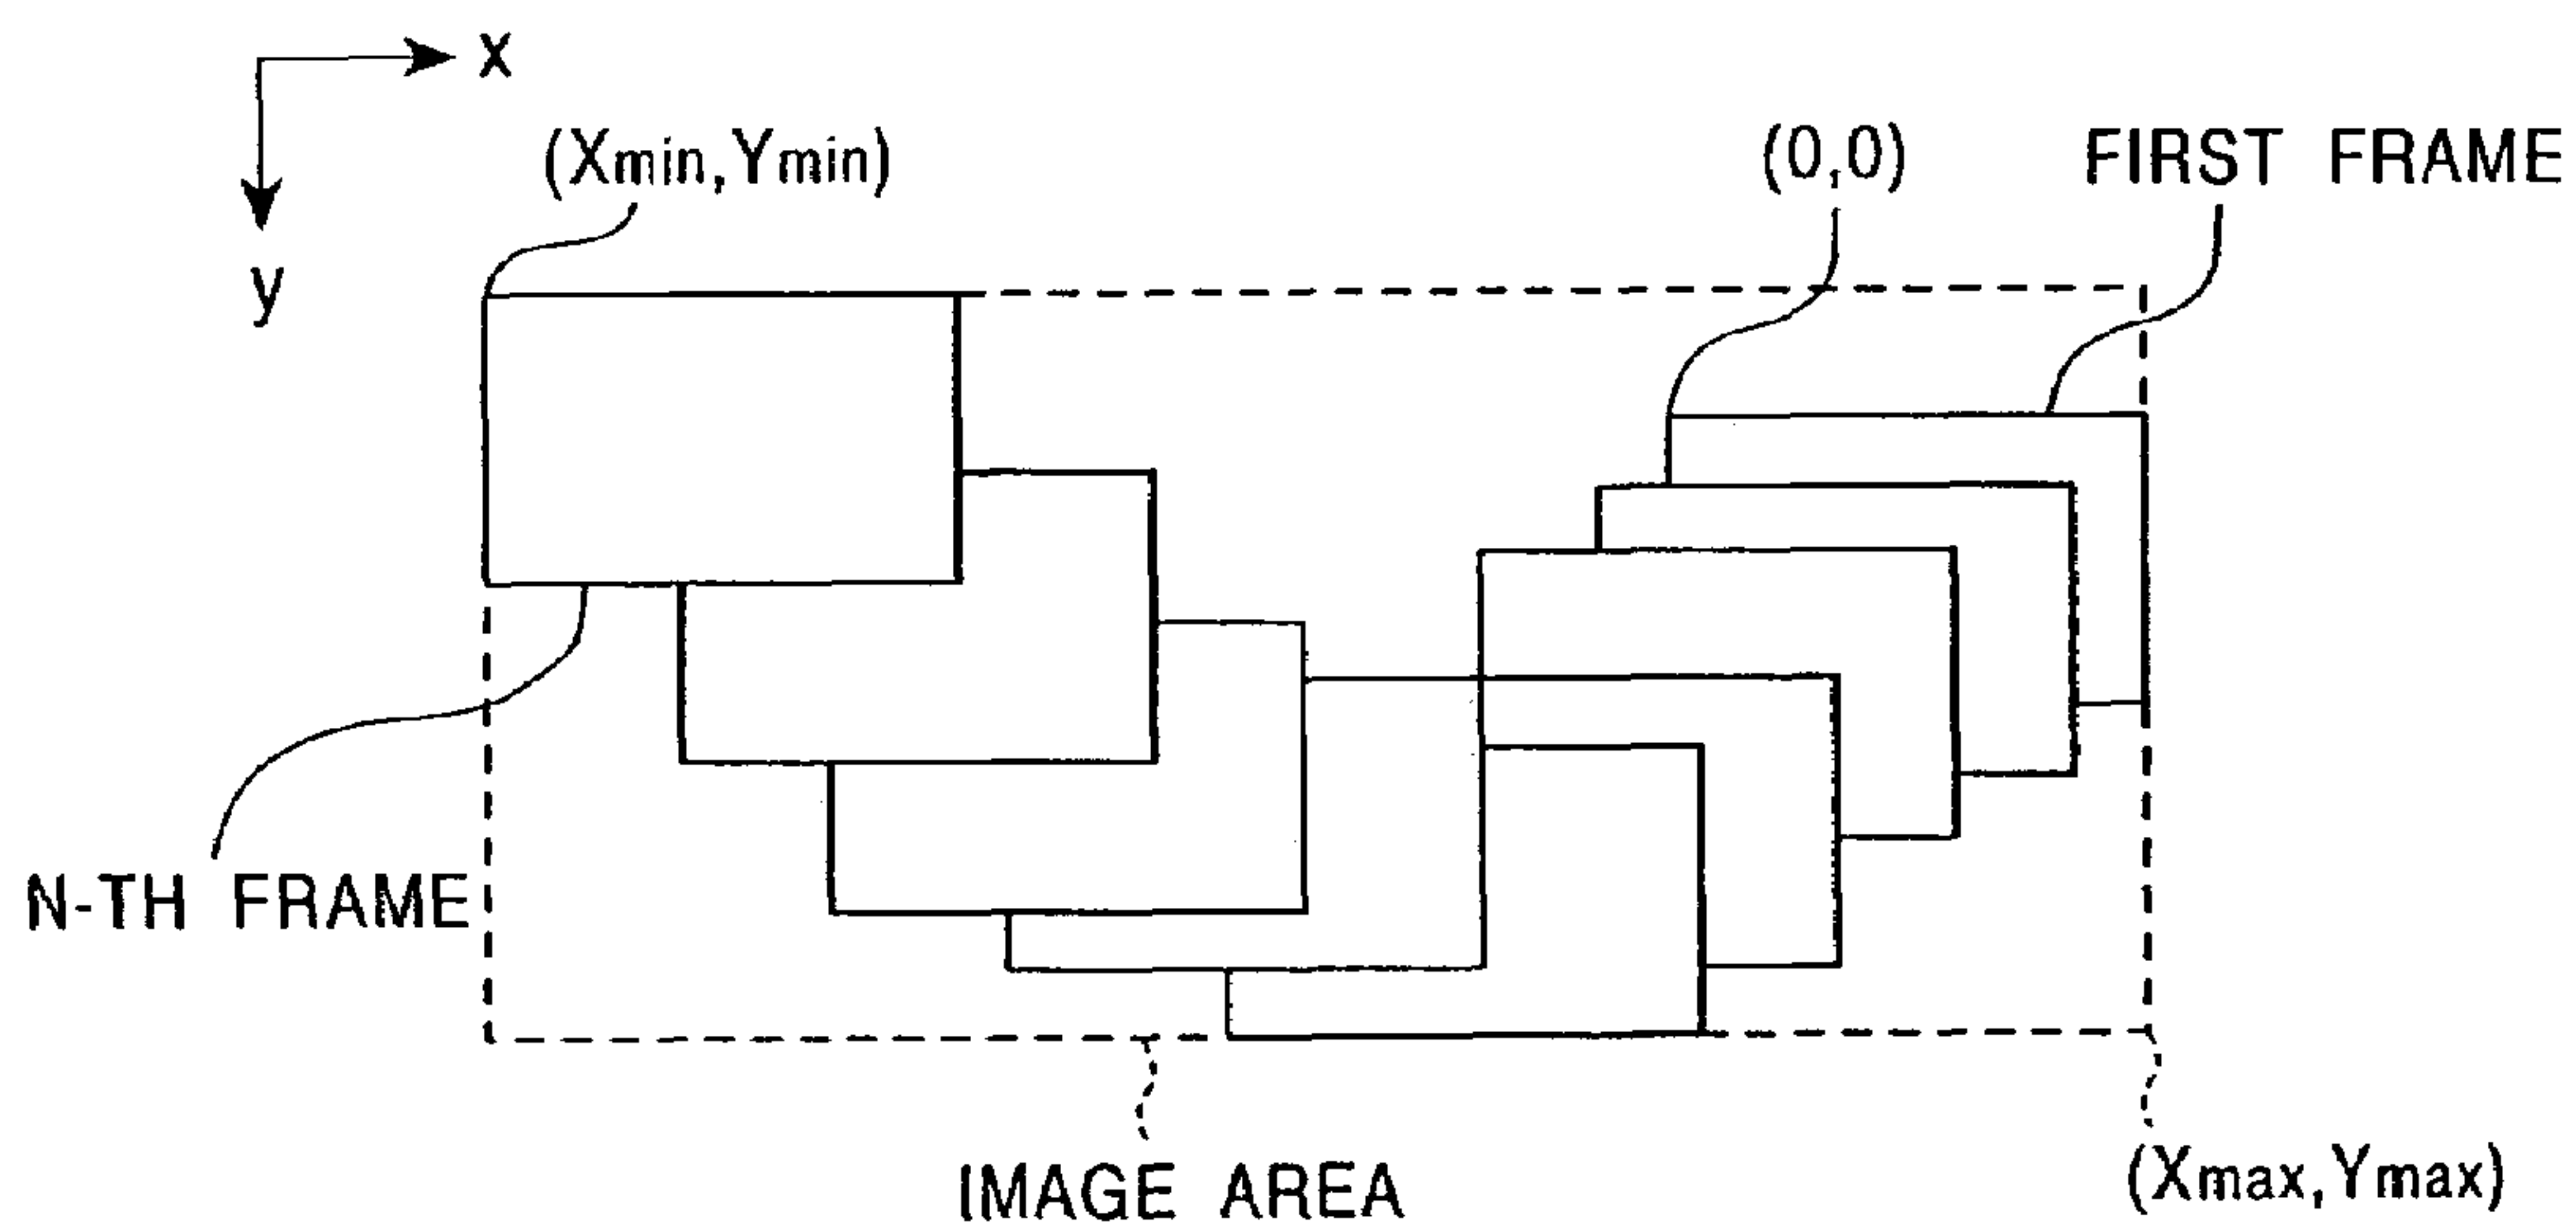 x
y
(Xmin,Ymin)
(0,0)
FIRST FRAME
N-TH FRAME
IMAGE AREA
(Xmax,Ymax)